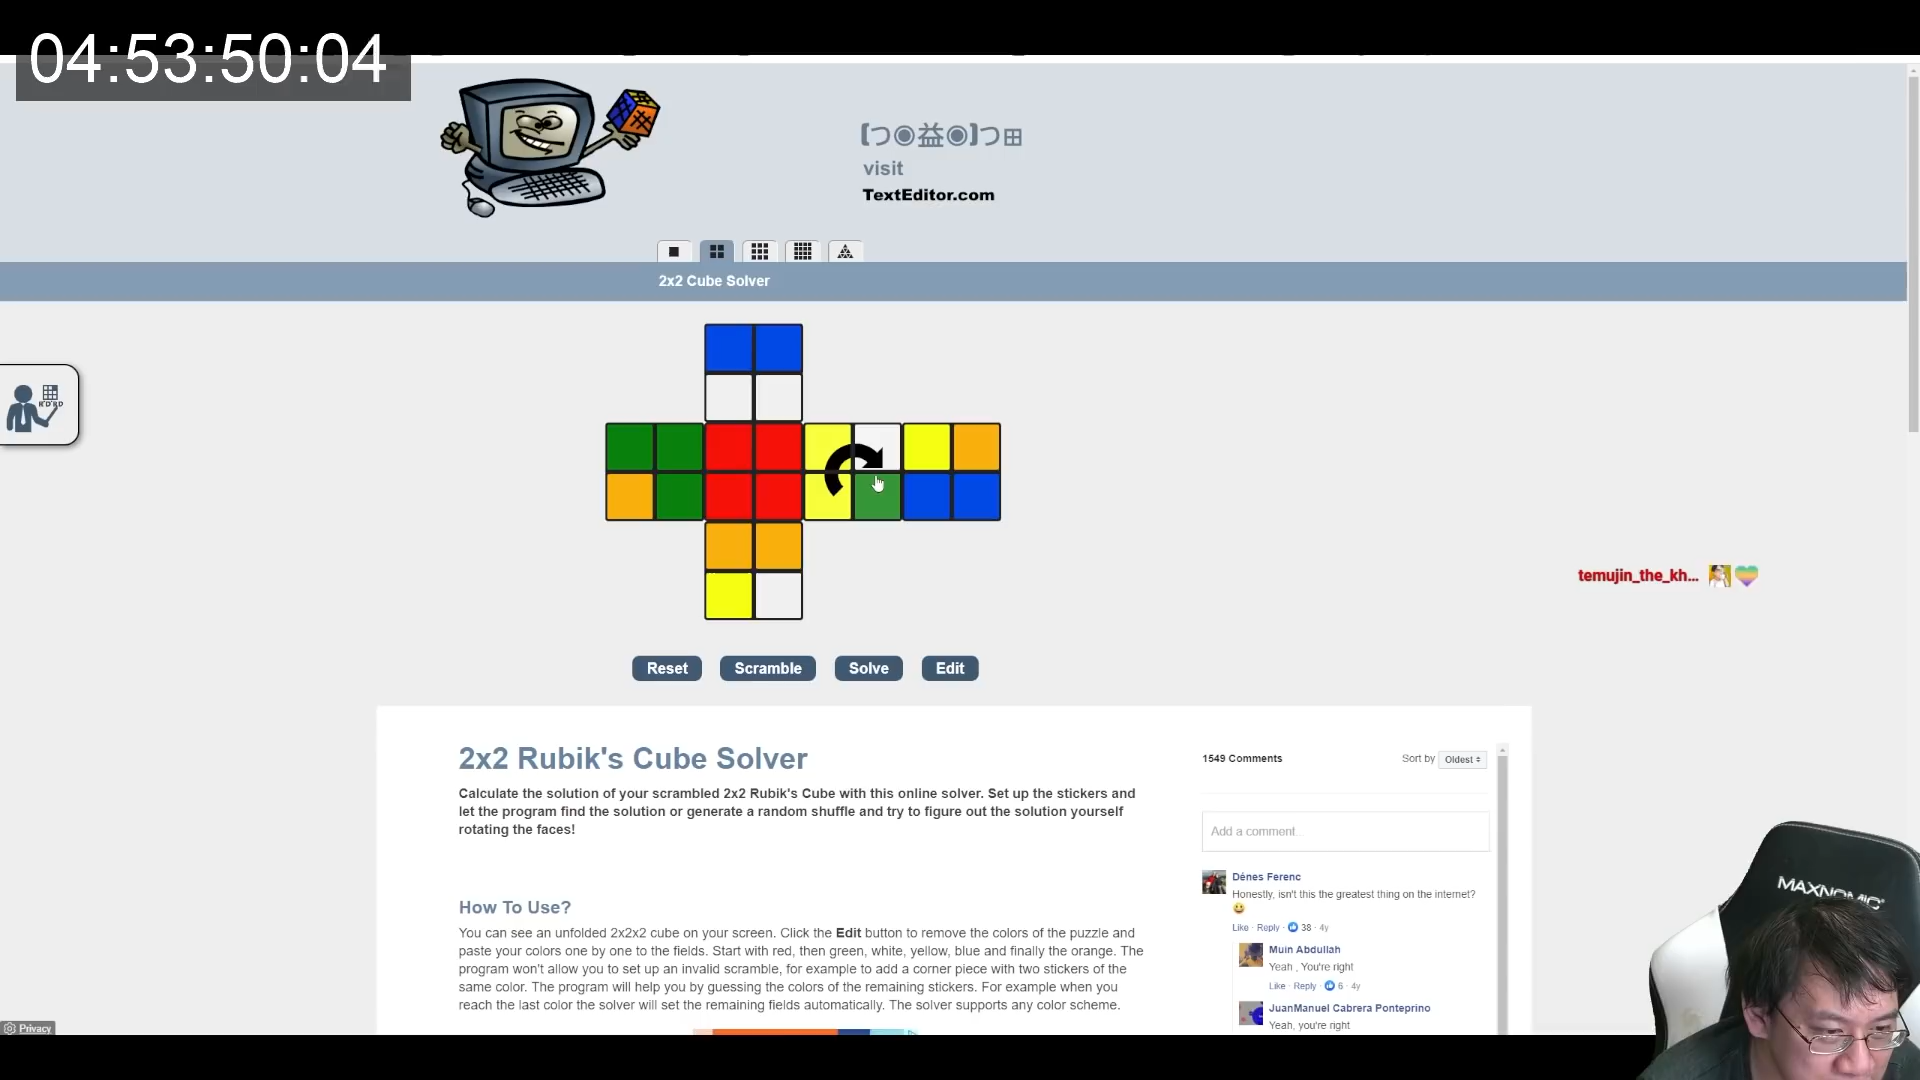 04:53:50:04
[つ◉益◉]つ田
visit
TextEditor.com
2x2 Cube Solver
R'D'RD
temujin_the_kh...
Reset
Scramble
Solve
Edit
2x2 Rubik's Cube Solver
Calculate the solution of your scrambled 2x2 Rubik's Cube with this online solver. Set up the stickers and
let the program find the solution or generate a random shuffle and try to figure out the solution yourself
rotating the faces!
How To Use?
You can see an unfolded 2x2x2 cube on your screen. Click the Edit button to remove the colors of the puzzle and
paste your colors one by one to the fields. Start with red, then green, white, yellow, blue and finally the orange. The
program won't allow you to set up an invalid scramble, for example to add a corner piece with two stickers of the
same color. The program will help you by guessing the colors of the remaining stickers. For example when you
reach the last color the solver will set the remaining fields automatically. The solver supports any color scheme.
1549 Comments
Sort by Oldest
Add a comment...
Dénes Ferenc
Honestly, isn't this the greatest thing on the internet?
Like · Reply · 38 · 4y
Muin Abdullah
Yeah , You're right
Like · Reply · 6 · 4y
JuanManuel Cabrera Ponteprino
Yeah, you're right
Privacy
MAXNOMIC